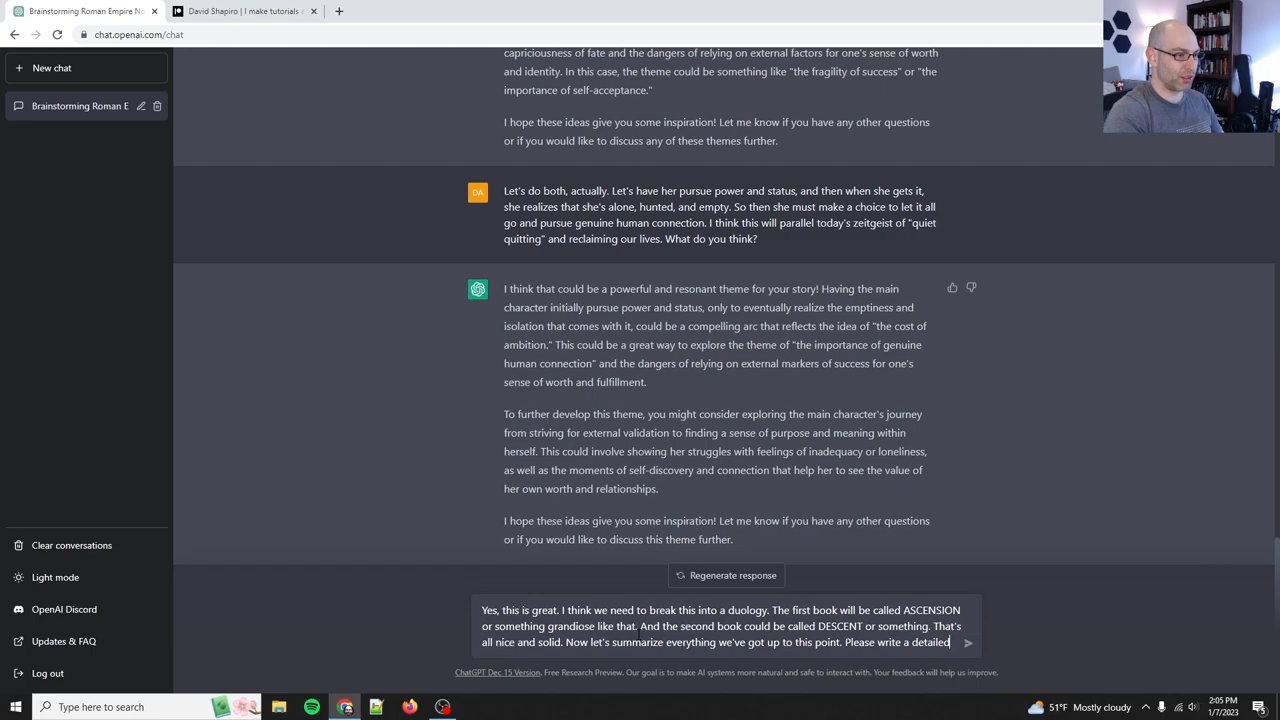 Brainstorming Roman Empire No
David Shapiro | I make tutorials a
chat.openai.com/chat
New chat
Brainstorming Roman E
capriciousness of fate and the dangers of relying on external factors for one's sense of worth
and identity. In this case, the theme could be something like "the fragility of success" or "the
importance of self-acceptance."
I hope these ideas give you some inspiration! Let me know if you have any other questions
or if you would like to discuss any of these themes further.
DA
Let's do both, actually. Let's have her pursue power and status, and then when she gets it,
she realizes that she's alone, hunted, and empty. So then she must make a choice to let it all
go and pursue genuine human connection. I think this will parallel today's zeitgeist of "quiet
quitting" and reclaiming our lives. What do you think?
I think that could be a powerful and resonant theme for your story! Having the main
character initially pursue power and status, only to eventually realize the emptiness and
isolation that comes with it, could be a compelling arc that reflects the idea of "the cost of
ambition." This could be a great way to explore the theme of "the importance of genuine
human connection" and the dangers of relying on external markers of success for one's
sense of worth and fulfillment.
To further develop this theme, you might consider exploring the main character's journey
from striving for external validation to finding a sense of purpose and meaning within
herself. This could involve showing her struggles with feelings of inadequacy or loneliness,
as well as the moments of self-discovery and connection that help her to see the value of
her own worth and relationships.
I hope these ideas give you some inspiration! Let me know if you have any other questions
or if you would like to discuss this theme further.
Clear conversations
Light mode
OpenAI Discord
Updates & FAQ
Log out
Regenerate response
Yes, this is great. I think we need to break this into a duology. The first book will be called ASCENSION
or something grandiose like that. And the second book could be called DESCENT or something. That's
all nice and solid. Now let's summarize everything we've got up to this point. Please write a detailed
ChatGPT Dec 15 Version. Free Research Preview. Our goal is to make AI systems more natural and safe to interact with. Your feedback will help us improve.
Type here to search
51°F Mostly cloudy
2:05 PM
1/7/2023